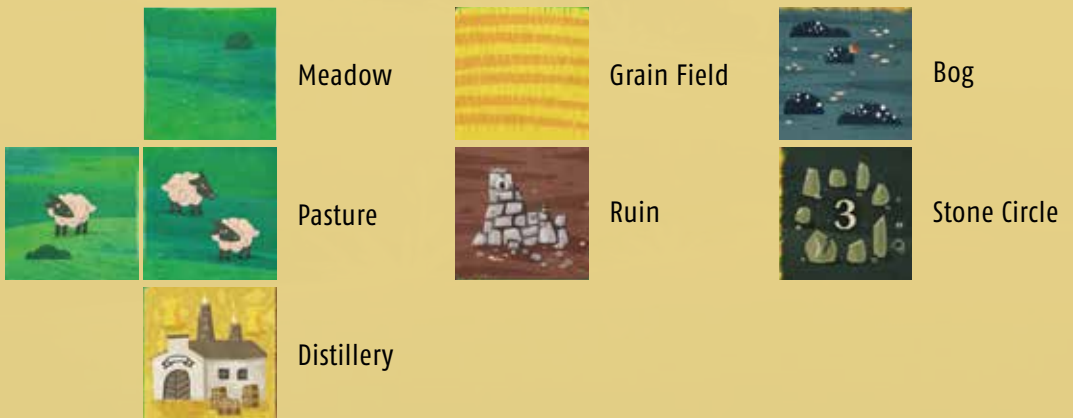 Meadow
Grain Field
Bog
Pasture
Ruin
3
Stone Circle
Distillery